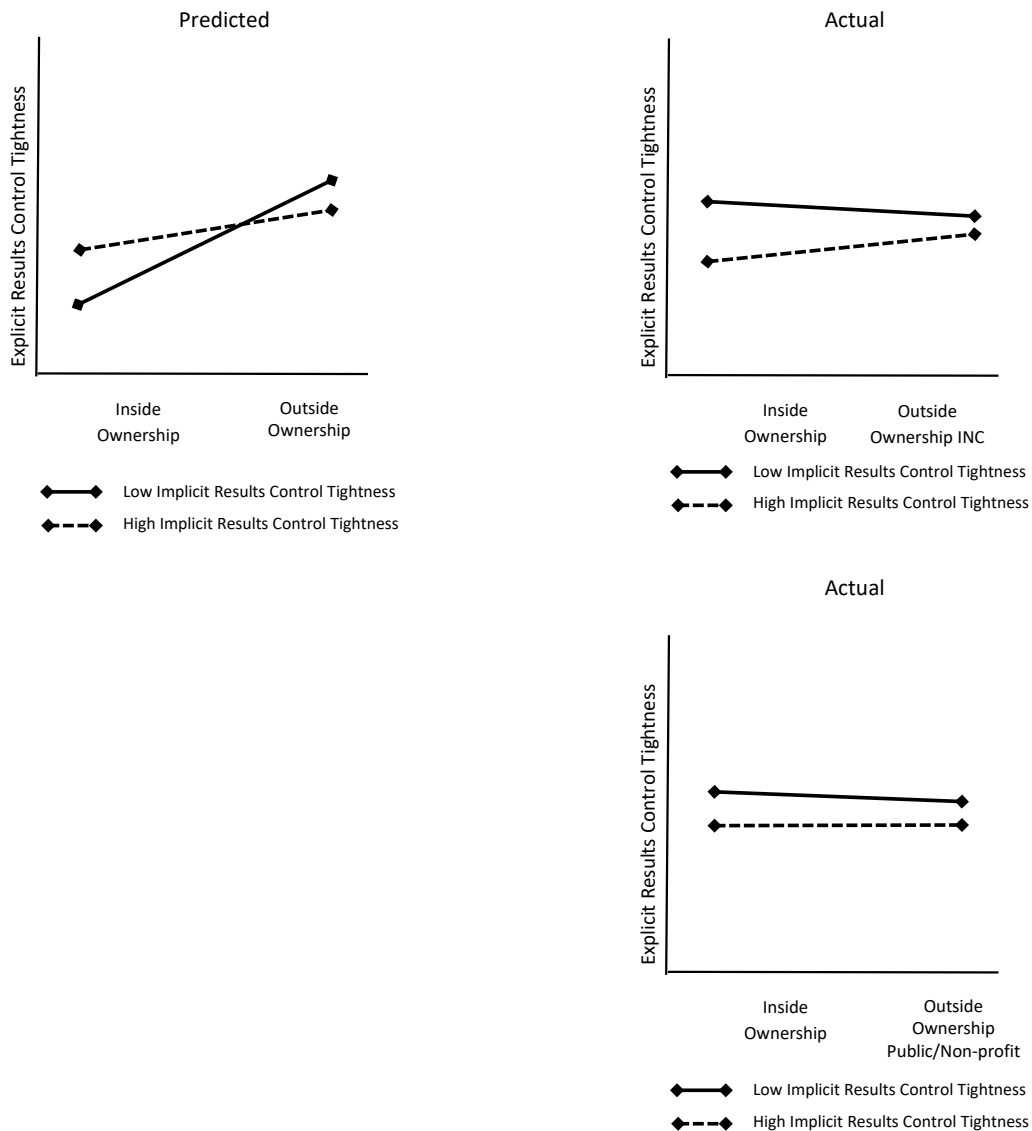 Predicted
Explicit Results Control Tightness
Inside
Ownership
Outside
Ownership
Low Implicit Results Control Tightness
High Implicit Results Control Tightness
Actual
Explicit Results Control Tightness
Inside
Ownership
Outside
Ownership INC
Low Implicit Results Control Tightness
High Implicit Results Control Tightness
Actual
Explicit Results Control Tightness
Inside
Ownership
Outside
Ownership
Public/Non-profit
Low Implicit Results Control Tightness
High Implicit Results Control Tightness